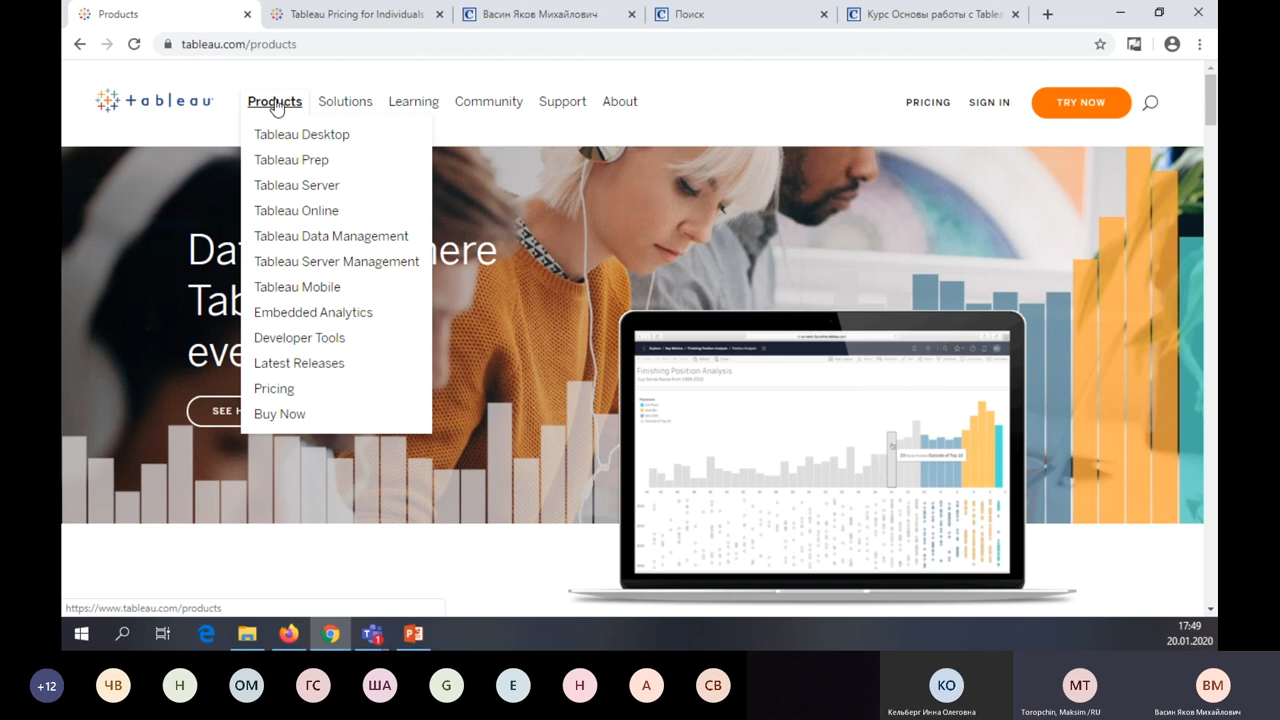 Products
Tableau Pricing for Individuals
Васин Яков Михайлович
Поиск
Курс Основы работы с Table
tableau.com/products
tableau
Products
Solutions
Learning
Community
Support
About
PRICING
SIGN IN
TRY NOW
Tableau Desktop
Tableau Prep
Tableau Server
Tableau Online
Tableau Data Management
Tableau Server Management
Tableau Mobile
Embedded Analytics
Developer Tools
Latest Releases
Pricing
Buy Now
Da
ere
Tab
eve
SEE H
Finishing Position Analysis
https://www.tableau.com/products
1
17:49
20.01.2020
+12
ЧВ
Н
ОМ
ГС
ША
G
Е
Н
А
СВ
КО
МТ
ВМ
Кельберг Инна Олеговна
Toropchin, Maksim /RU
Васин Яков Михайлович